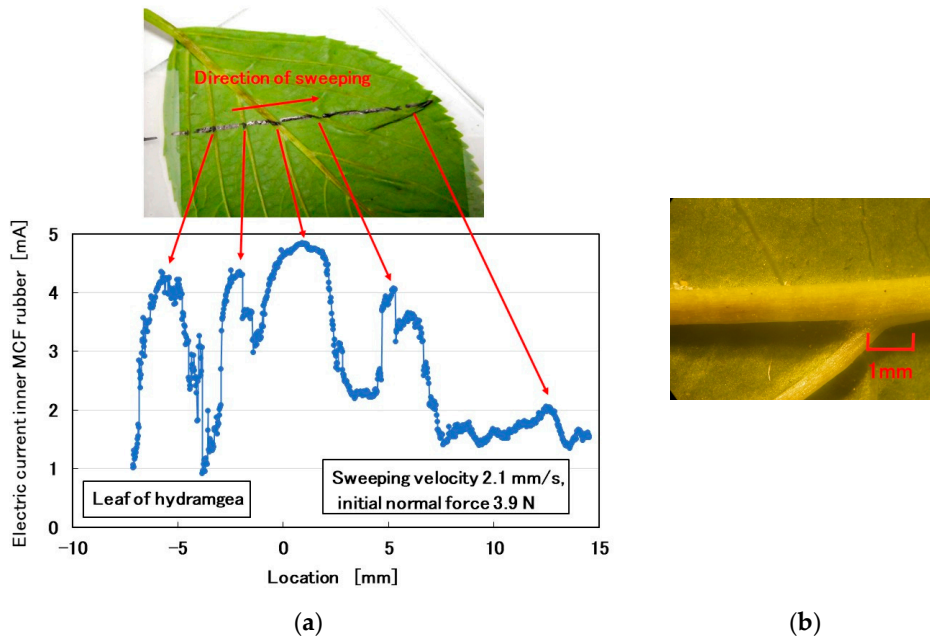 Direction of sweeping
Electric current inner MCF rubber [mA]
5
4
3
2
1
0
Leaf of hydramgea
Sweeping velocity 2.1 mm/s,
initial normal force 3.9 N
−10
−5
0
5
10
15
Location [mm]
1mm
(a)
(b)